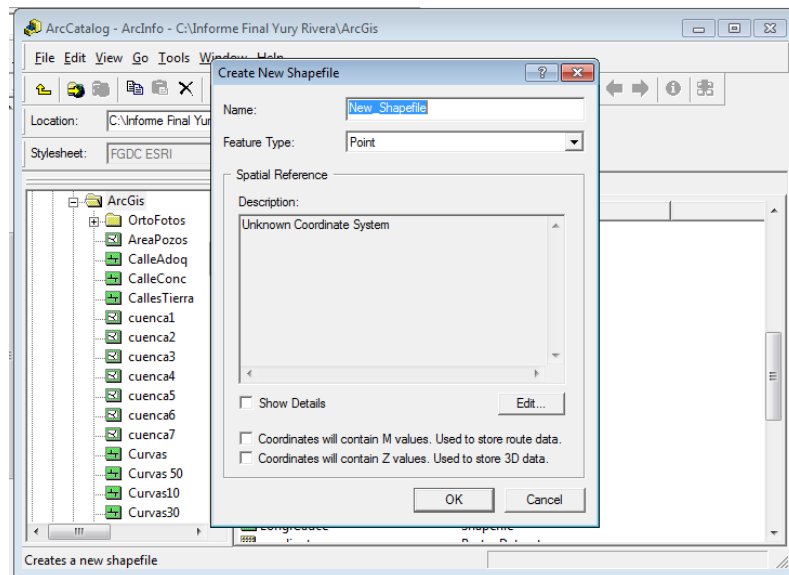 ArcCatalog - ArcInfo - C:\Informe Final Yury Rivera\ArcGis
File Edit View Go Tools Window Help
Location: C:\Informe Final Yur
Stylesheet: FGDC ESRI
ArcGis
OrtoFotos
AreaPozos
CalleAdoq
CalleConc
CallesTierra
cuenca1
cuenca2
cuenca3
cuenca4
cuenca5
cuenca6
cuenca7
Curvas
Curvas 50
Curvas10
Curvas30
Create New Shapefile
Name: New_Shapefile
Feature Type: Point
Spatial Reference
Description:
Unknown Coordinate System
Show Details
Edit...
Coordinates will contain M values. Used to store route data.
Coordinates will contain Z values. Used to store 3D data.
OK Cancel
Creates a new shapefile